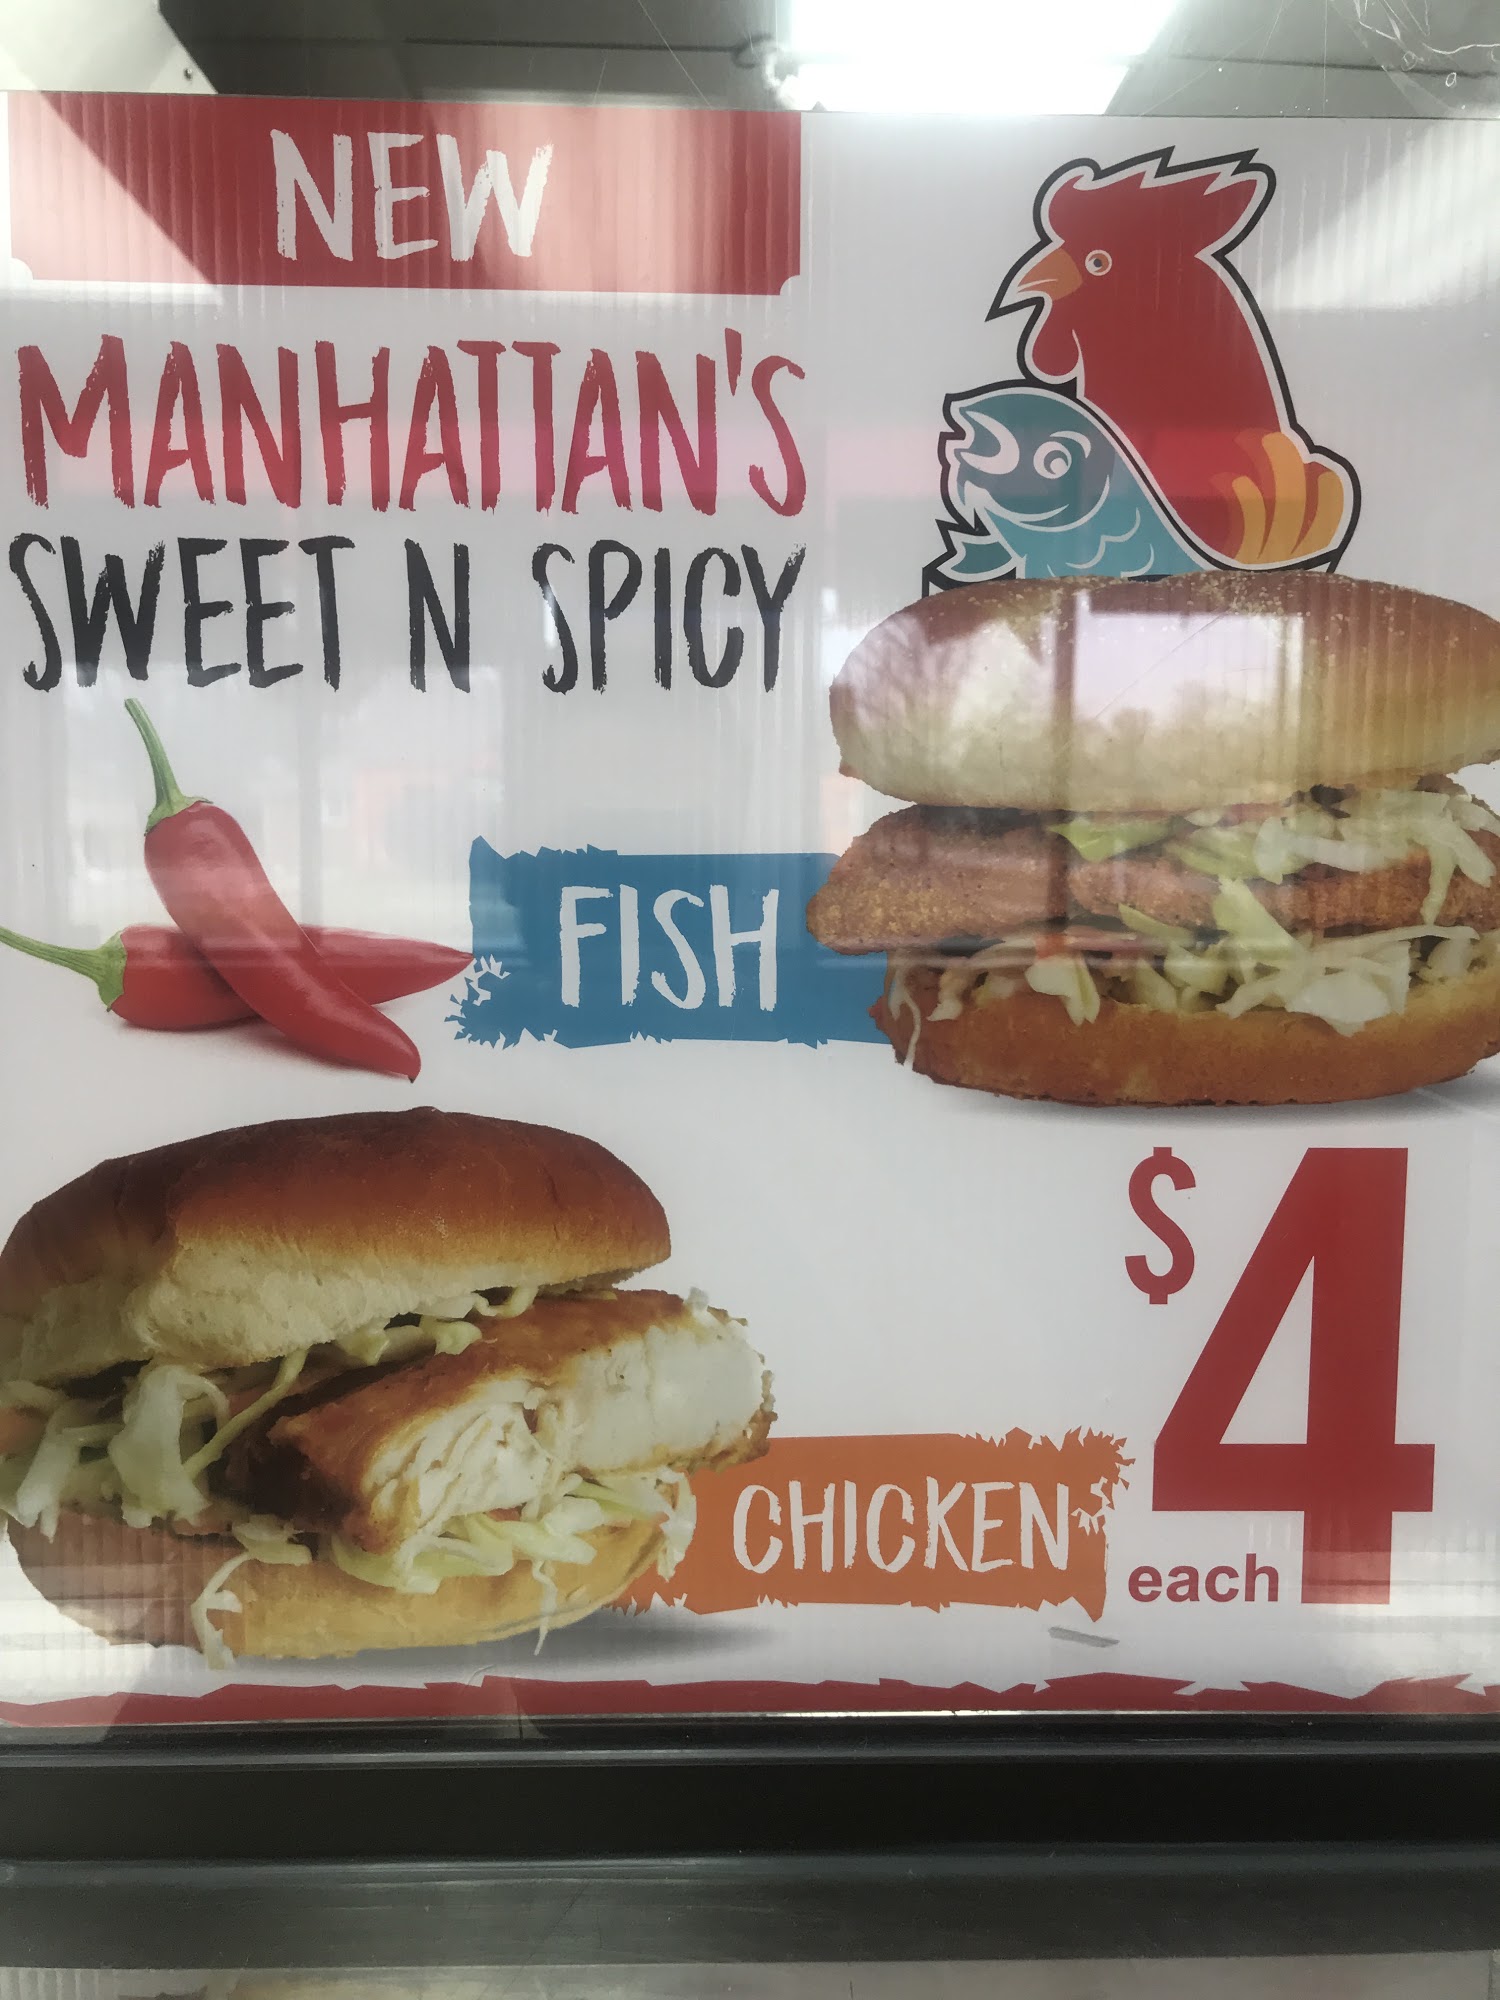 NEW
MANHATTAN'S
SWEET N SPICY
FISH
$4
CHICKEN
each